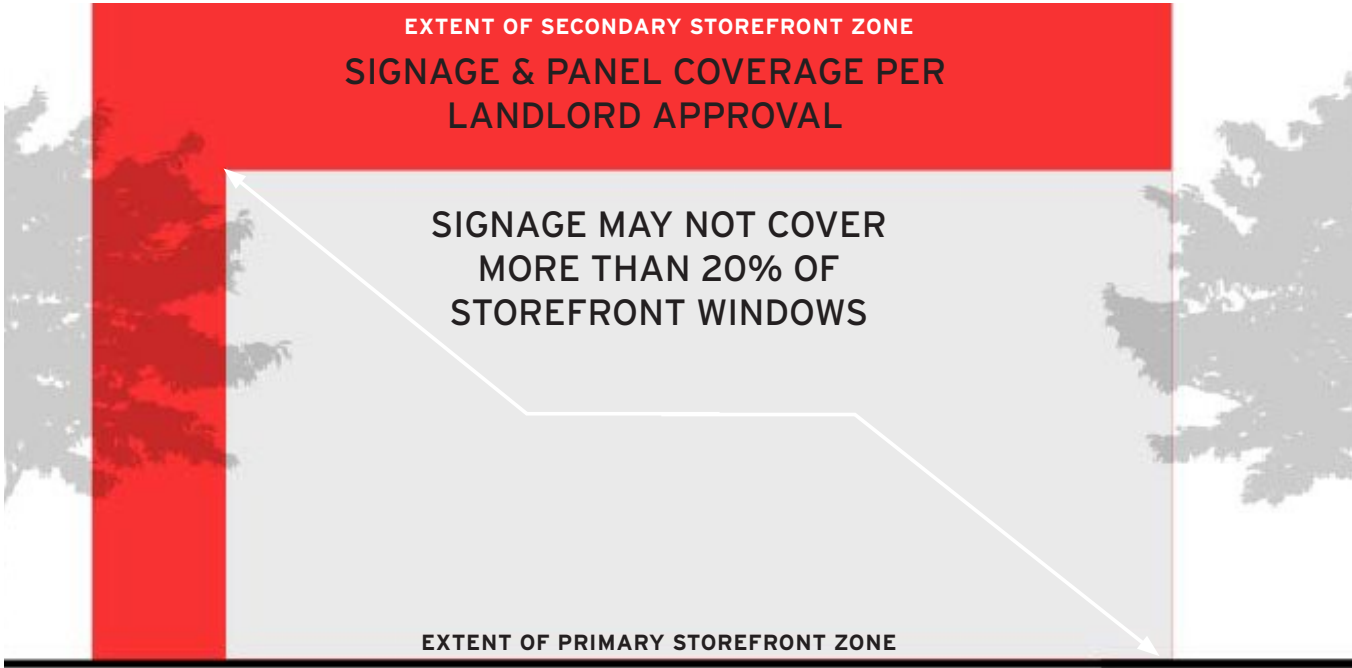 EXTENT OF SECONDARY STOREFRONT ZONE
SIGNAGE & PANEL COVERAGE PER
LANDLORD APPROVAL
SIGNAGE MAY NOT COVER
MORE THAN 20% OF
STOREFRONT WINDOWS
EXTENT OF PRIMARY STOREFRONT ZONE